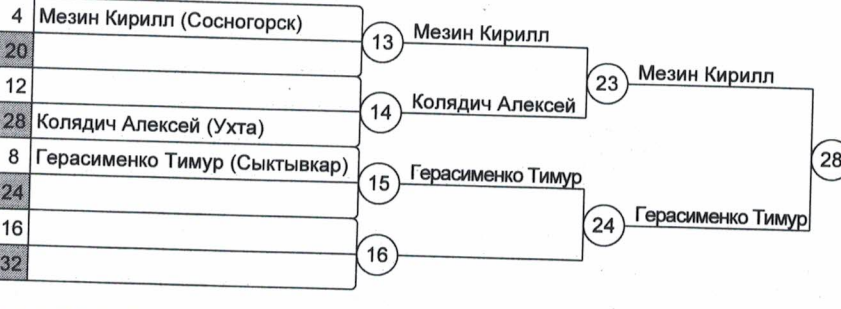 4 Мезин Кирилл (Сосногорск)
20
12
28 Колядич Алексей (Ухта)
8 Герасименко Тимур (Сыктывкар)
24
16
32
13 Мезин Кирилл
14 Колядич Алексей
15 Герасименко Тимур
16
23 Мезин Кирилл
24 Герасименко Тимур
28